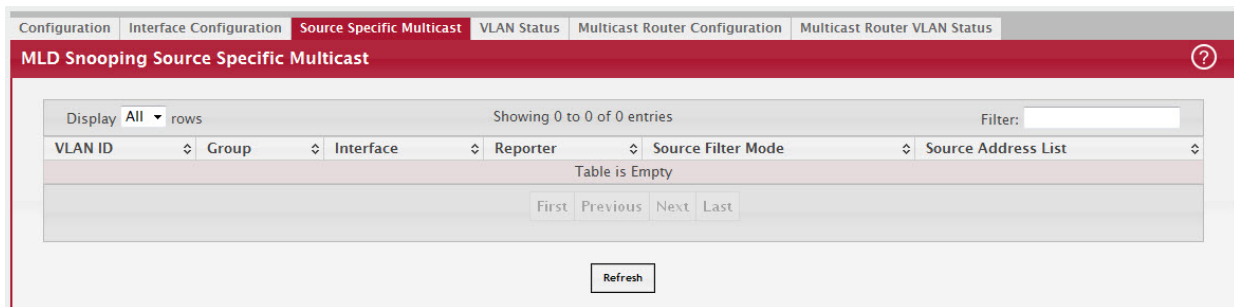 Configuration Interface Configuration Source Specific Multicast VLAN Status Multicast Router Configuration Multicast Router VLAN Status
MLD Snooping Source Specific Multicast ?
Display All rows Showing 0 to 0 of 0 entries Filter:
VLAN ID Group Interface Reporter Source Filter Mode Source Address List
Table is Empty
First Previous Next Last
Refresh